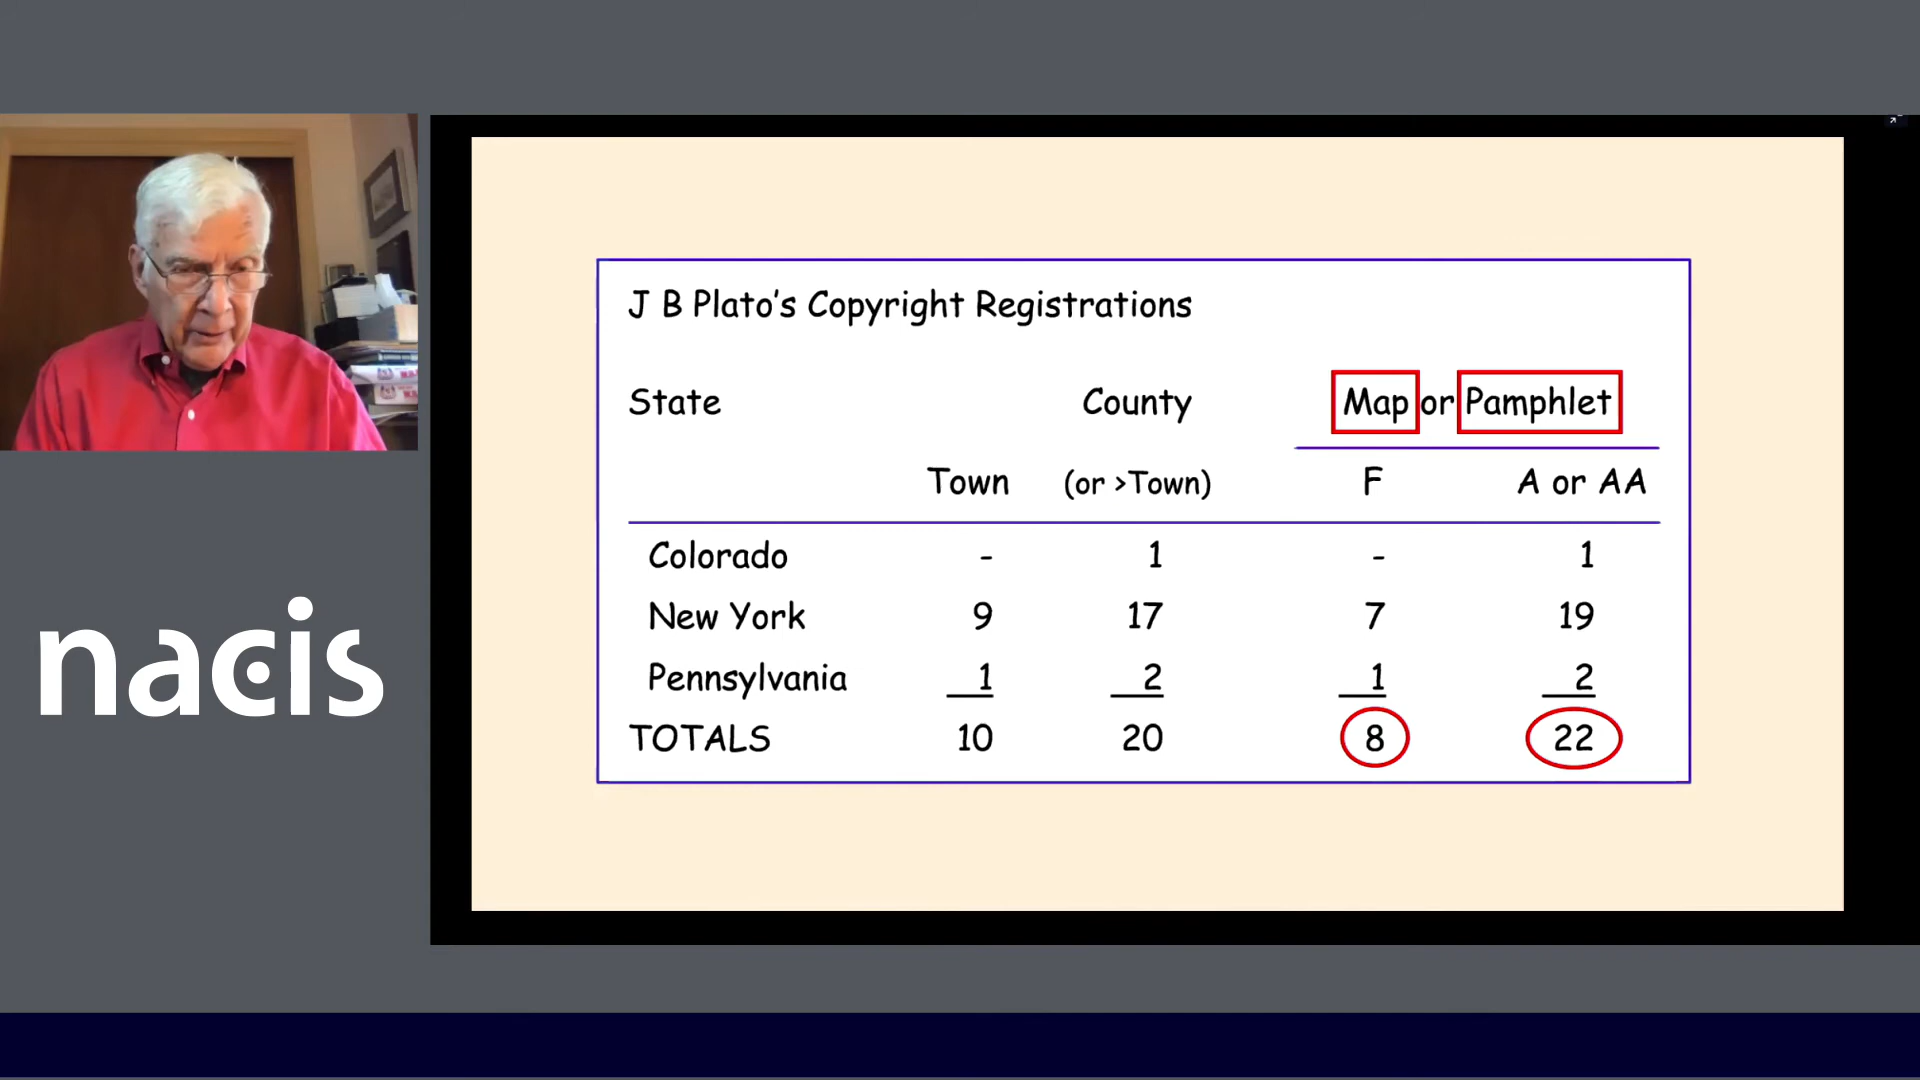 J B Plato's Copyright Registrations
State County Map or Pamphlet
Town (or >Town) F A or AA
Colorado - 1 - 1
New York 9 17 7 19
Pennsylvania 1 2 1 2
TOTALS 10 20 8 22
nacis